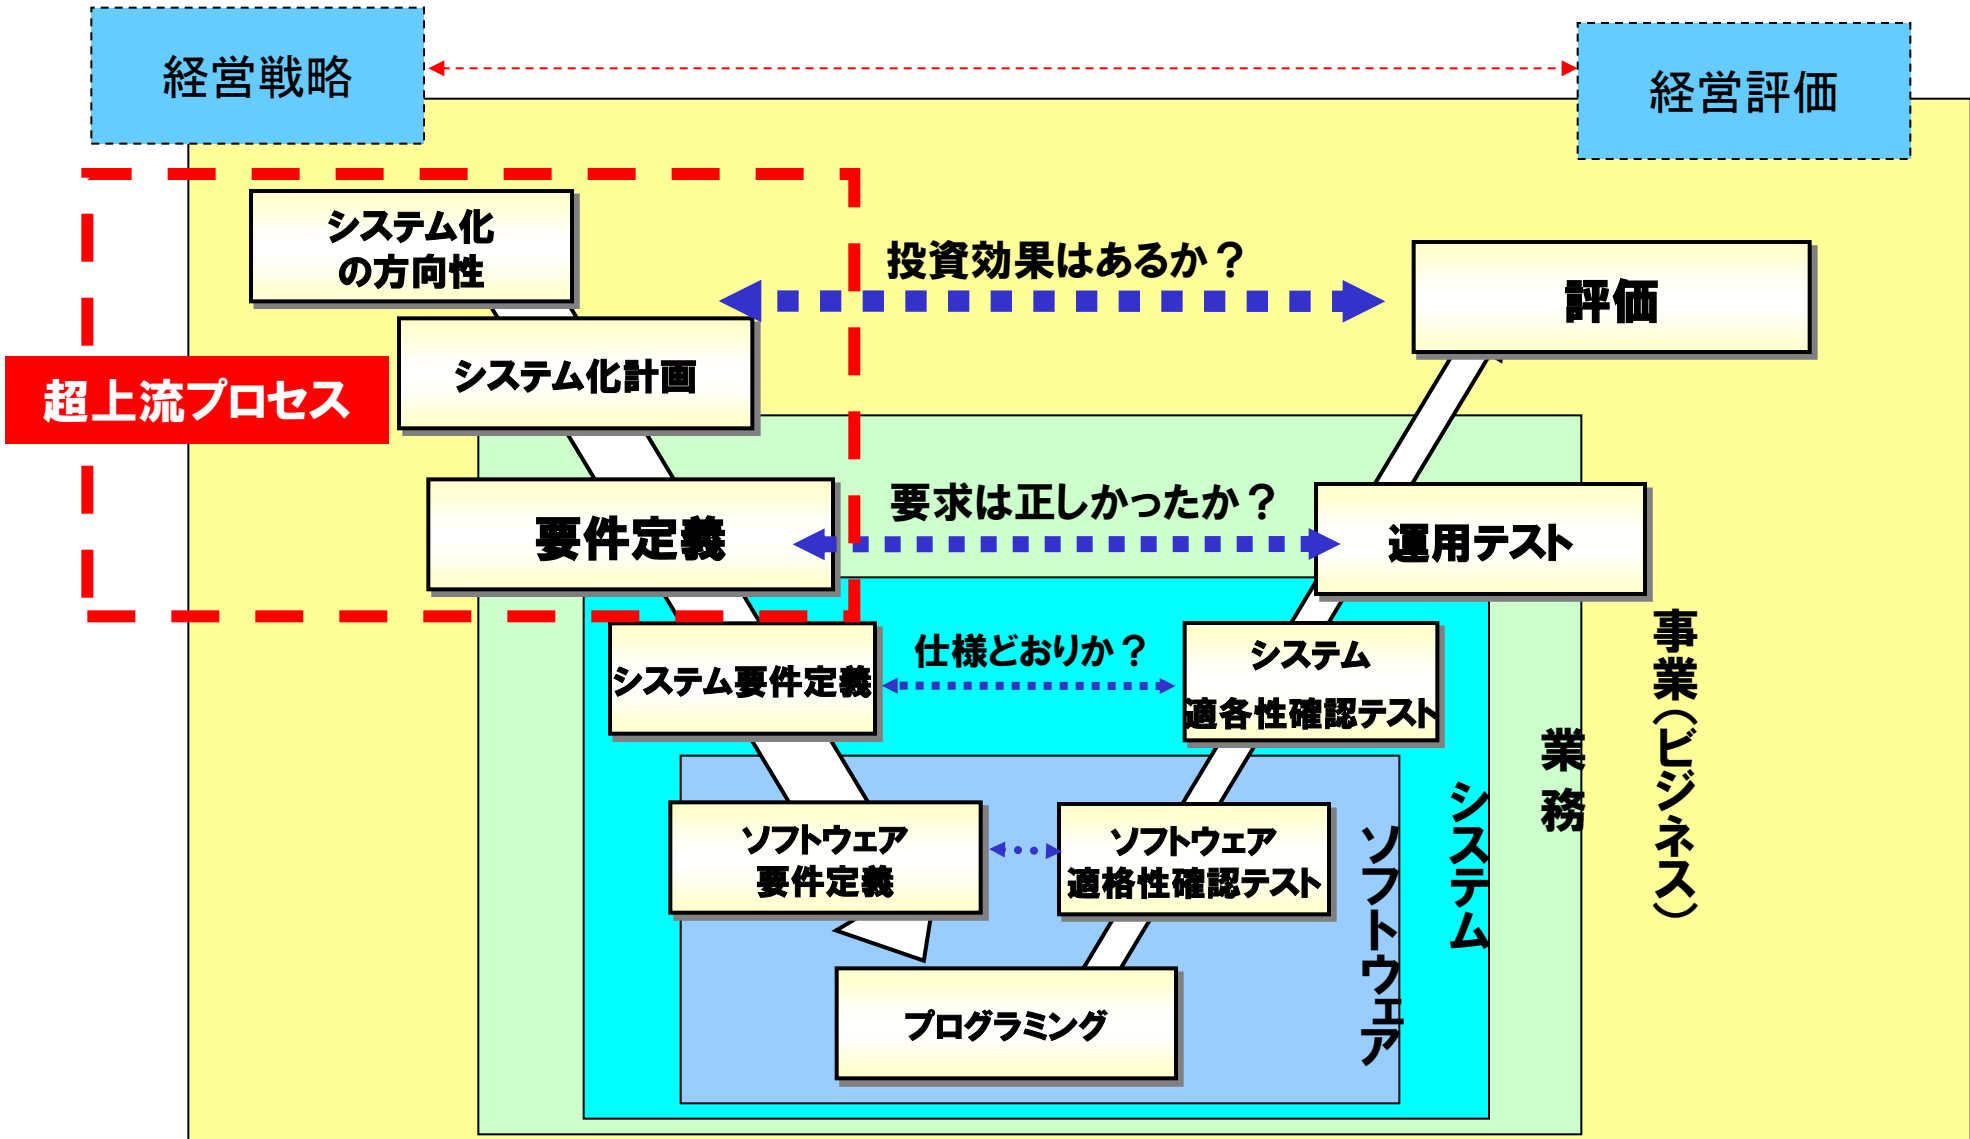 経営戦略
経営評価
システム化
の方向性
投資効果はあるか？
評価
システム化計画
超上流プロセス
要件定義
要求は正しかったか？
運用テスト
システム要件定義
仕様どおりか？
システム
適各性確認テスト
ソフトウェア
要件定義
ソフトウェア
適格性確認テスト
プログラミング
ソフトウェア
システム
業務
事業（ビジネス）